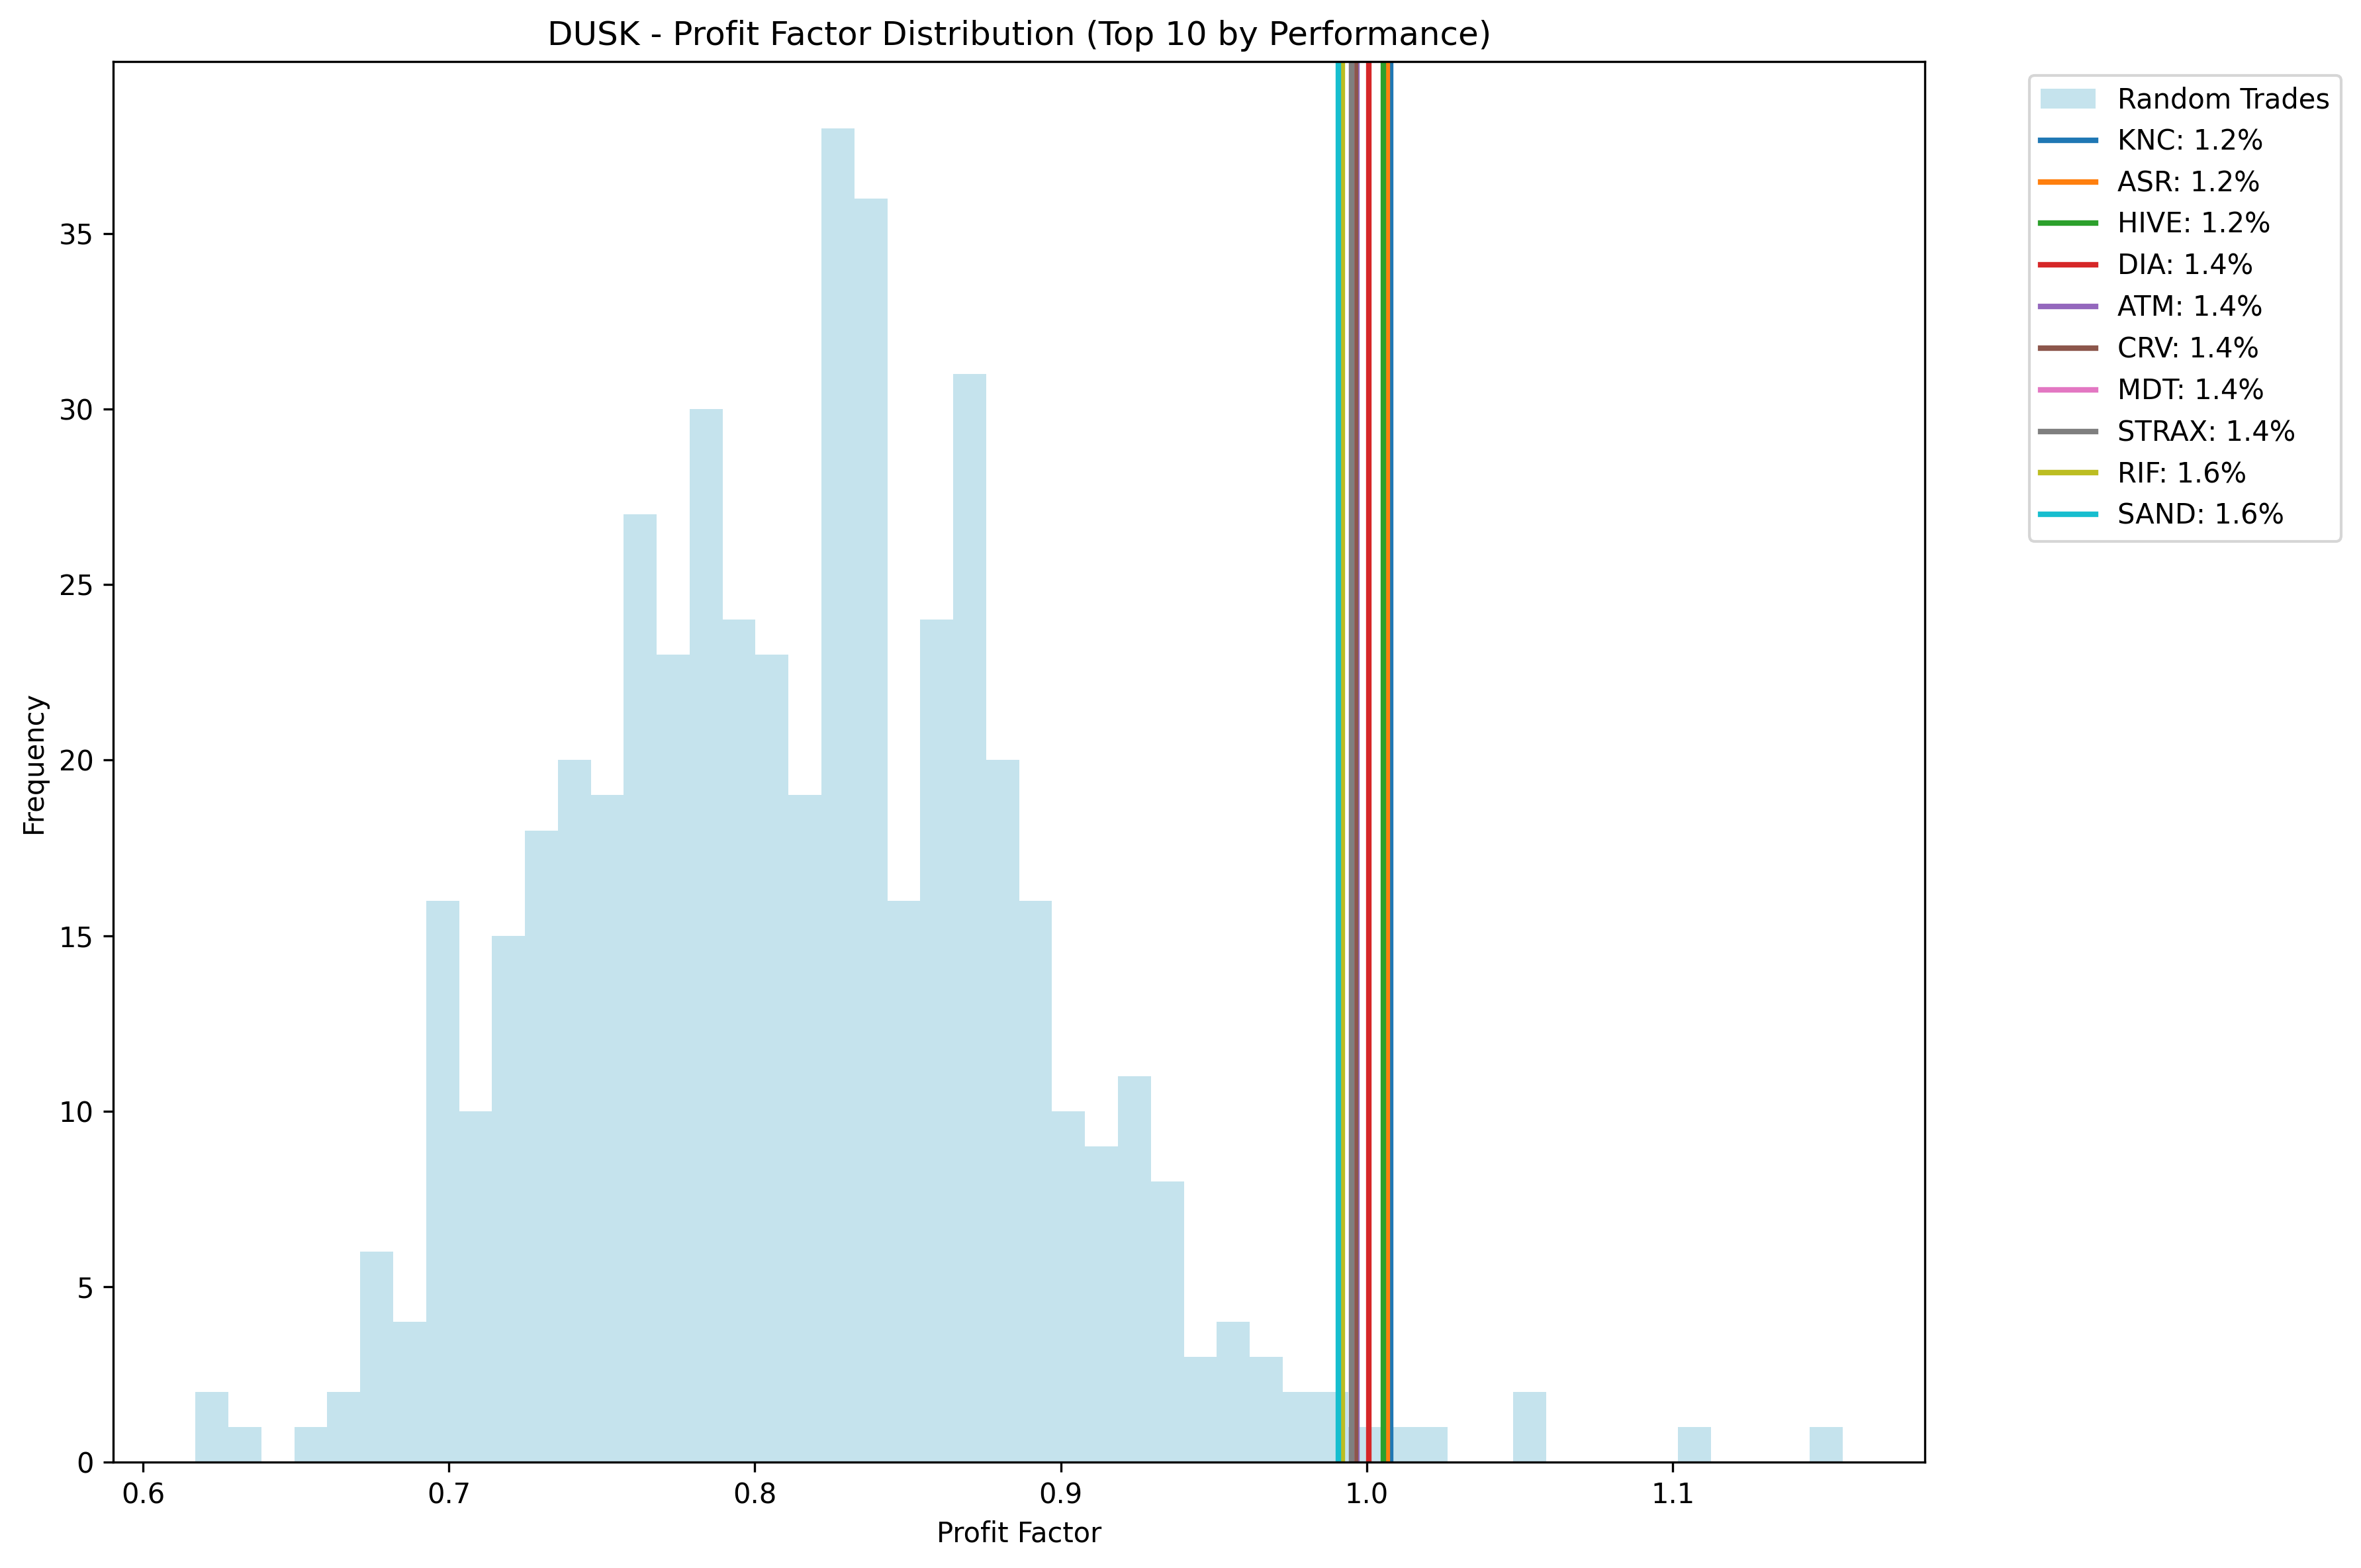 DUSK - Profit Factor Distribution (Top 10 by Performance)
Random Trades
KNC: 1.2%
ASR: 1.2%
HIVE: 1.2%
DIA: 1.4%
ATM: 1.4%
CRV: 1.4%
MDT: 1.4%
STRAX: 1.4%
RIF: 1.6%
SAND: 1.6%
Frequency
35
30
25
20
15
10
5
0
0.6 0.7 0.8 0.9 1.0 1.1
Profit Factor